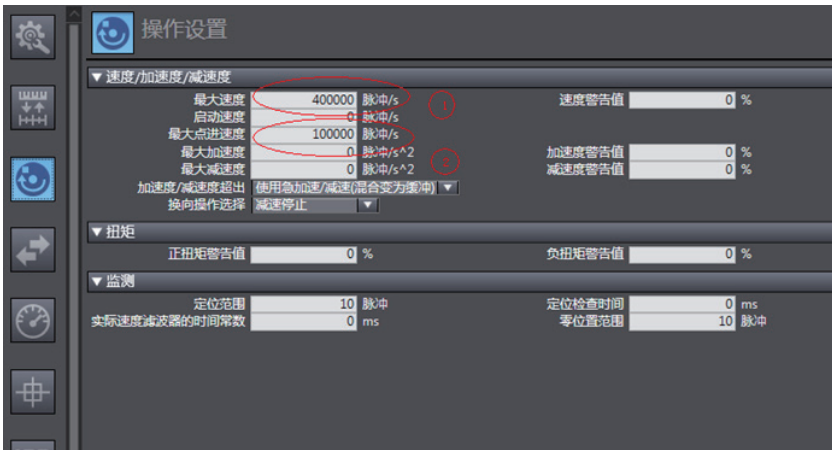 操作设置
▼速度/加速度/减速度
最大速度 400000 脉冲/s 速度警告值 0 %
启动速度 0 脉冲/s
最大点进速度 100000 脉冲/s
最大加速度 0 脉冲/s^2 加速度警告值 0 %
最大减速度 0 脉冲/s^2 减速度警告值 0 %
加速度/减速度超出 使用急加速/减速(混合变为缓冲) ▼
换向操作选择 减速停止 ▼
▼扭矩
正扭矩警告值 0 % 负扭矩警告值 0 %
▼监测
定位范围 10 脉冲 定位检查时间 0 ms
实际速度滤波器的时间常数 0 ms 零位置范围 10 脉冲
1
2